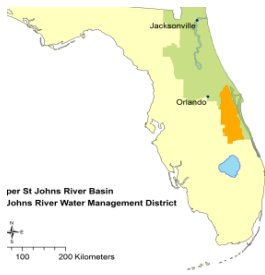 Jacksonville
Orlando
per St Johns River Basin
Johns River Water Management District
N
E
S
100 200 Kilometers